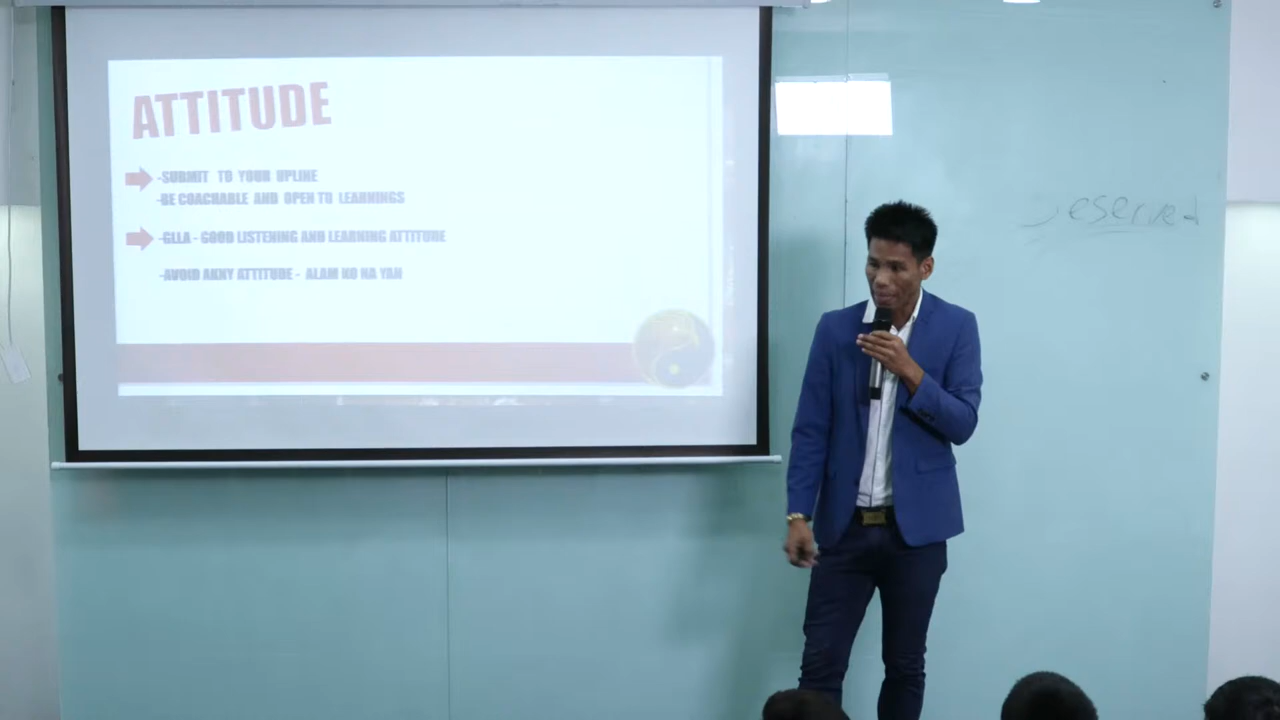 ATTITUDE
-SUBMIT TO YOUR UPLINE
-BE COACHABLE AND OPEN TO LEARNINGS
-GLLA - GOOD LISTENING AND LEARNING ATTITUDE
-AVOID AKNY ATTITUDE - ALAM KO NA YAN